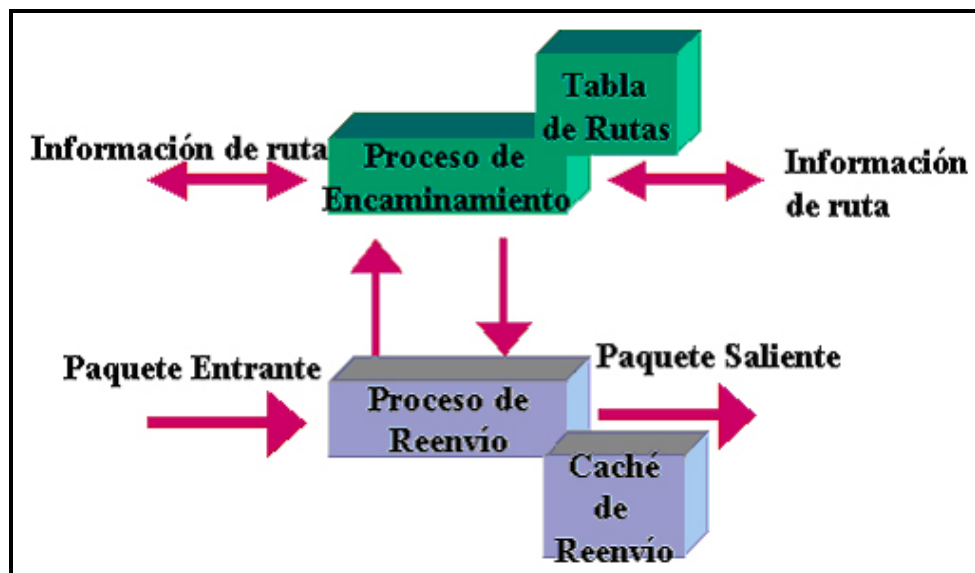 Tabla
de Rutas
Información de ruta
Proceso de
Encaminamiento
Información
de ruta
Paquete Entrante
Paquete Saliente
Proceso de
Reenvío
Caché
de
Reenvío